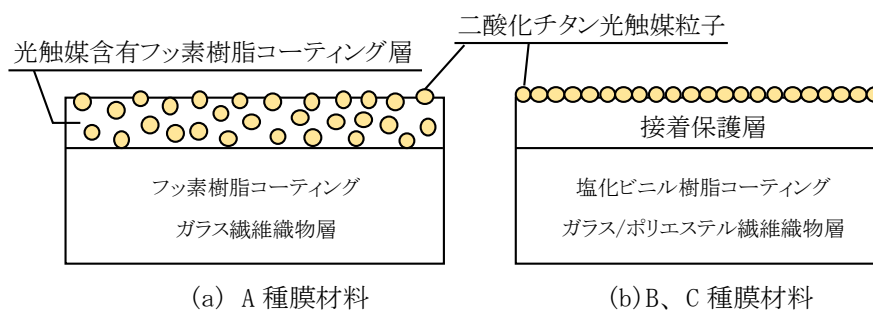 二酸化チタン光触媒粒子
光触媒含有フッ素樹脂コーティング層
接着保護層
フッ素樹脂コーティング
ガラス繊維織物層
塩化ビニル樹脂コーティング
ガラス/ポリエステル繊維織物層
(a) A 種膜材料
(b)B、C 種膜材料